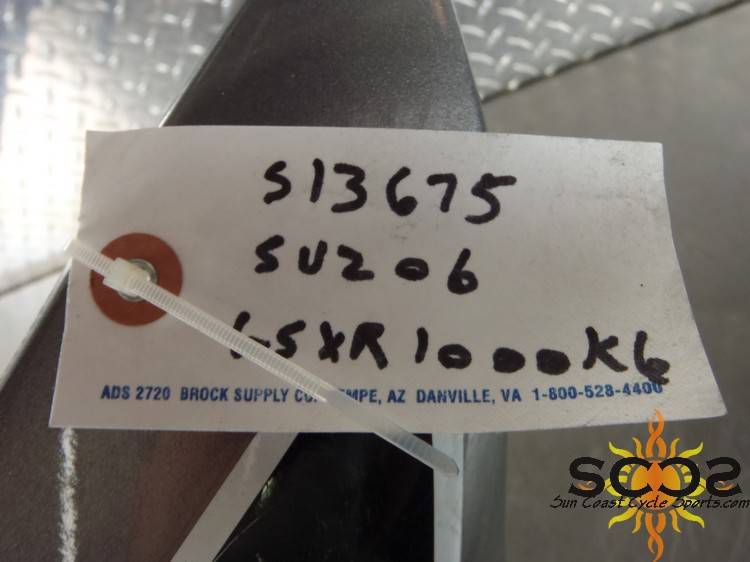 S13675
SU206
GSXR1000K6
ADS 2720 BROCK SUPPLY CO. TEMPE, AZ DANVILLE, VA 1-800-528-4400
SCCS
Sun Coast Cycle Sports.com